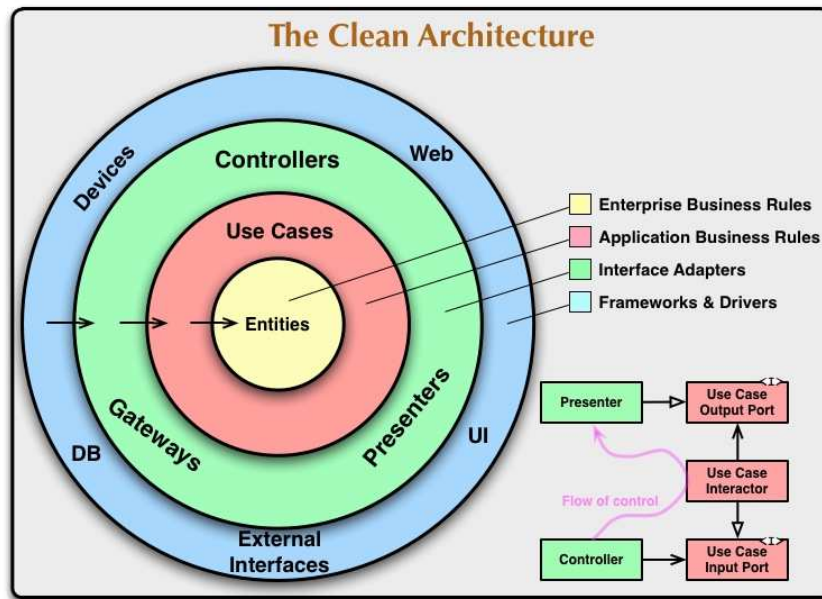 The Clean Architecture
Devices
Controllers
Web
Use Cases
Entities
Gateways
Presenters
DB
UI
External
Interfaces
Enterprise Business Rules
Application Business Rules
Interface Adapters
Frameworks & Drivers
Presenter
<I>
Use Case
Output Port
Flow of control
Use Case
Interactor
Controller
<I>
Use Case
Input Port